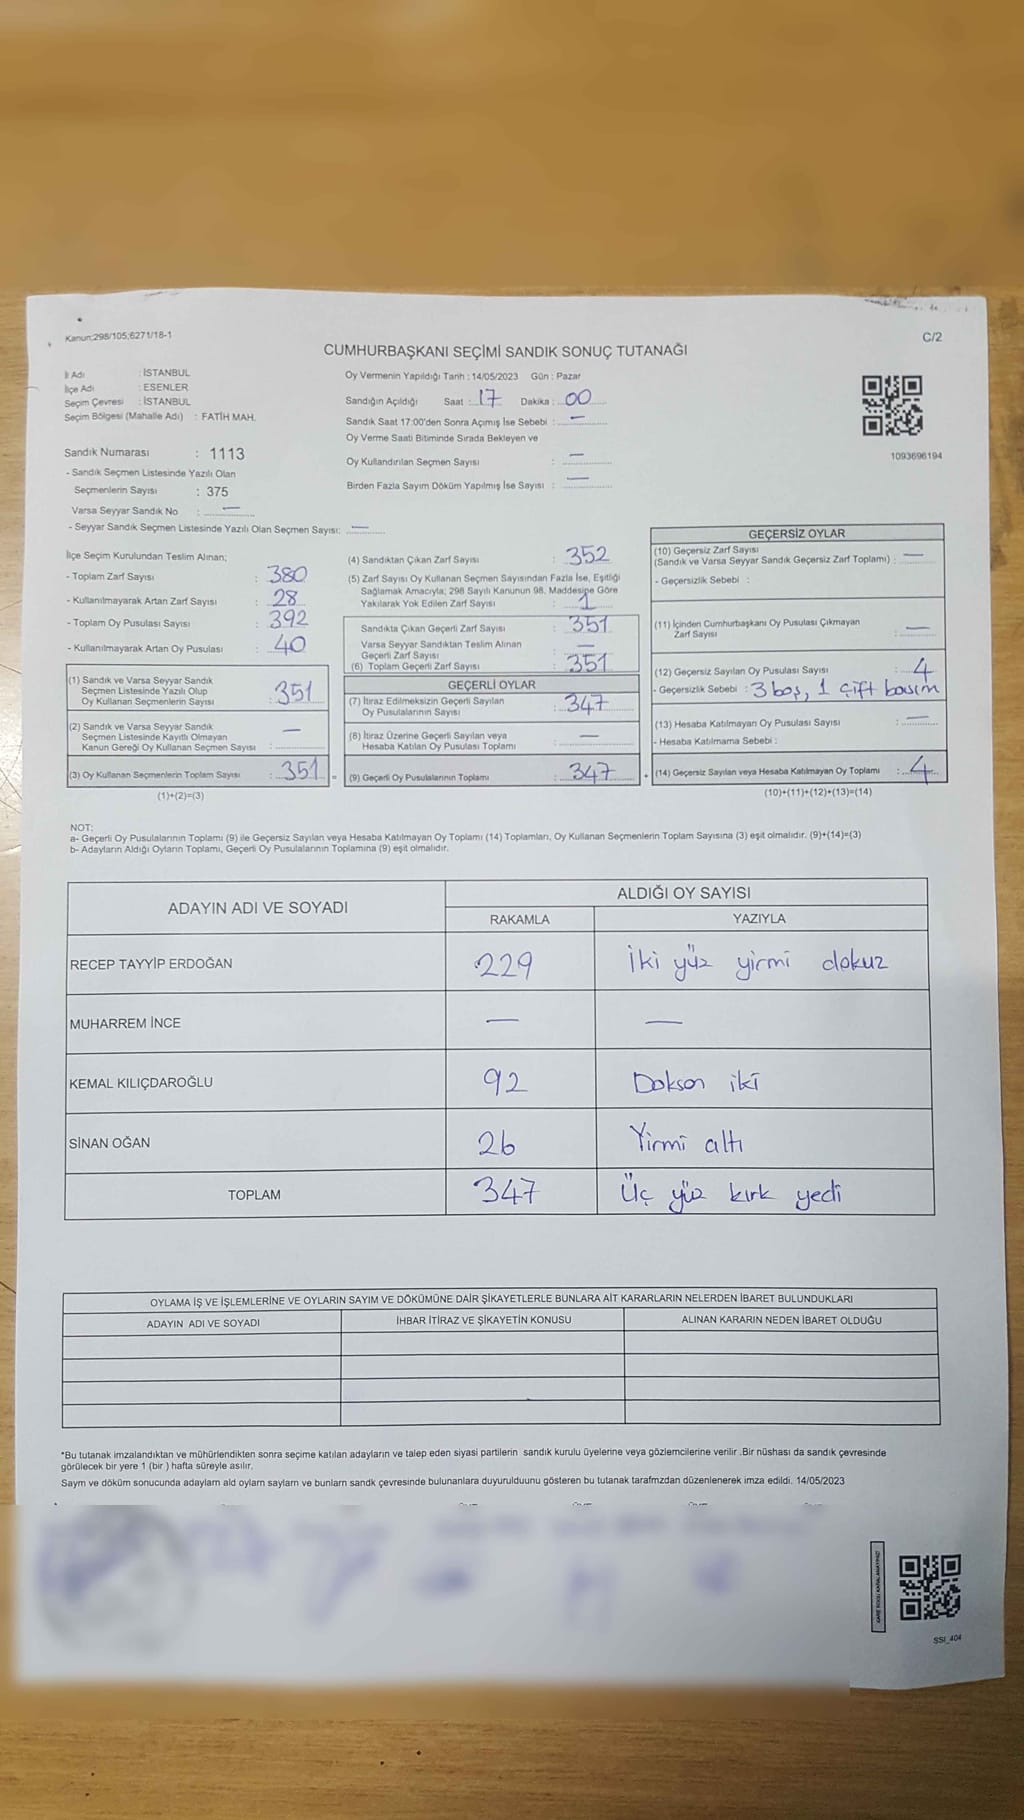 Kanun:298/105;6271/18-1
C/2
CUMHURBAŞKANI SEÇİMİ SANDIK SONUÇ TUTANAĞI
İl Adı : İSTANBUL
İlçe Adı : ESENLER
Seçim Çevresi : İSTANBUL
Seçim Bölgesi (Mahalle Adı) : FATİH MAH.
Sandık Numarası : 1113
- Sandık Seçmen Listesinde Yazılı Olan
Seçmenlerin Sayısı : 375
Varsa Seyyar Sandık No : —
- Seyyar Sandık Seçmen Listesinde Yazılı Olan Seçmen Sayısı: —
Oy Vermenin Yapıldığı Tarih : 14/05/2023 Gün : Pazar
Sandığın Açıldığı Saat : 17 Dakika : 00
Sandık Saat 17:00'den Sonra Açımış İse Sebebi : —
Oy Verme Saati Bitiminde Sırada Bekleyen ve
Oy Kullandırılan Seçmen Sayısı : —
Birden Fazla Sayım Döküm Yapılmış İse Sayısı : —
1093696194
İlçe Seçim Kurulundan Teslim Alınan;
- Toplam Zarf Sayısı : 380
- Kullanılmayarak Artan Zarf Sayısı : 28
- Toplam Oy Pusulası Sayısı : 392
- Kullanılmayarak Artan Oy Pusulası : 40
(1) Sandık ve Varsa Seyyar Sandık
Seçmen Listesinde Yazılı Olup
Oy Kullanan Seçmenlerin Sayısı : 351
(2) Sandık ve Varsa Seyyar Sandık
Seçmen Listesinde Kayıtlı Olmayan
Kanun Gereği Oy Kullanan Seçmen Sayısı : —
(3) Oy Kullanan Seçmenlerin Toplam Sayısı : 351 =
(1)+(2)=(3)
(4) Sandıktan Çıkan Zarf Sayısı : 352
(5) Zarf Sayısı Oy Kullanan Seçmen Sayısından Fazla İse, Eşitliği
Sağlamak Amacıyla; 298 Sayılı Kanunun 98. Maddesine Göre
Yakılarak Yok Edilen Zarf Sayısı : 1
Sandıkta Çıkan Geçerli Zarf Sayısı : 351
Varsa Seyyar Sandıktan Teslim Alınan
Geçerli Zarf Sayısı : —
(6) Toplam Geçerli Zarf Sayısı : 351
GEÇERLİ OYLAR
(7) İtiraz Edilmeksizin Geçerli Sayılan
Oy Pusulalarının Sayısı : 347
(8) İtiraz Üzerine Geçerli Sayılan veya
Hesaba Katılan Oy Pusulası Toplamı : —
(9) Geçerli Oy Pusulalarının Toplamı : 347
GEÇERSİZ OYLAR
(10) Geçersiz Zarf Sayısı
(Sandık ve Varsa Seyyar Sandık Geçersiz Zarf Toplamı) : —
- Geçersizlik Sebebi :
(11) İçinden Cumhurbaşkanı Oy Pusulası Çıkmayan
Zarf Sayısı : —
(12) Geçersiz Sayılan Oy Pusulası Sayısı : 4
- Geçersizlik Sebebi : 3 boş, 1 çift basım
(13) Hesaba Katılmayan Oy Pusulası Sayısı : —
- Hesaba Katılmama Sebebi :
(14) Geçersiz Sayılan veya Hesaba Katılmayan Oy Toplamı : 4
(10)+(11)+(12)+(13)=(14)
NOT:
a- Geçerli Oy Pusulalarının Toplamı (9) ile Geçersiz Sayılan veya Hesaba Katılmayan Oy Toplamı (14) Toplamları, Oy Kullanan Seçmenlerin Toplam Sayısına (3) eşit olmalıdır. (9)+(14)=(3)
b- Adayların Aldığı Oyların Toplamı, Geçerli Oy Pusulalarının Toplamına (9) eşit olmalıdır.
ADAYIN ADI VE SOYADI
ALDIĞI OY SAYISI
RAKAMLA YAZIYLA
RECEP TAYYİP ERDOĞAN 229 İki yüz yirmi dokuz
MUHARREM İNCE — —
KEMAL KILIÇDAROĞLU 92 Doksan iki
SİNAN OĞAN 26 Yirmi altı
TOPLAM 347 Üç yüz kırk yedi
OYLAMA İŞ VE İŞLEMLERİNE VE OYLARIN SAYIM VE DÖKÜMÜNE DAİR ŞİKAYETLERLE BUNLARA AİT KARARLARIN NELERDEN İBARET BULUNDUKLARI
ADAYIN ADI VE SOYADI İHBAR İTİRAZ VE ŞİKAYETİN KONUSU ALINAN KARARIN NEDEN İBARET OLDUĞU
*Bu tutanak imzalandıktan ve mühürlendikten sonra seçime katılan adayların ve talep eden siyasi partilerin sandık kurulu üyelerine veya gözlemcilerine verilir .Bir nüshası da sandık çevresinde
görülecek bir yere 1 (bir ) hafta süreyle asılır.
Saym ve döküm sonucunda adaylarn ald oylarn saylarn ve bunlarn sandk çevresinde bulunanlara duyurulduunu gösteren bu tutanak tarafmzdan düzenlenerek imza edildi. 14/05/2023
SSI_404